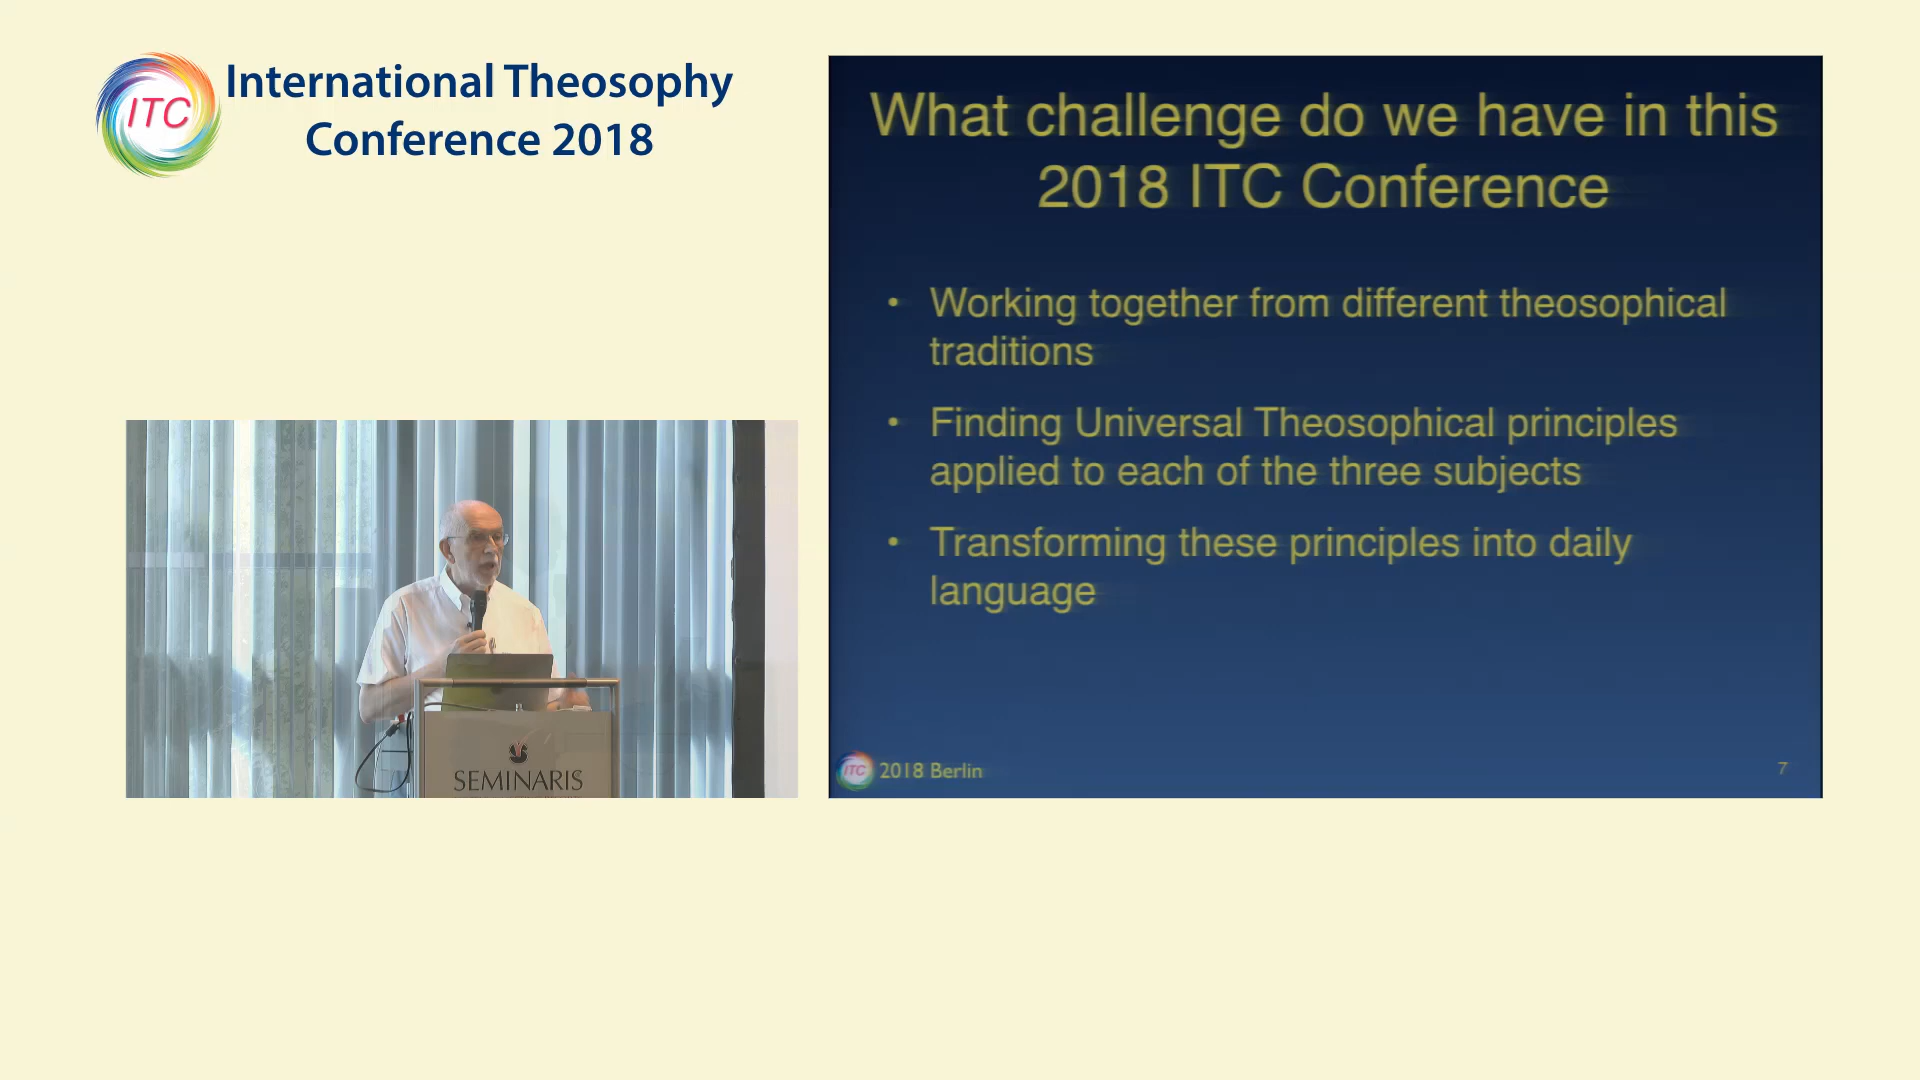 ITC
International Theosophy
Conference 2018
What challenge do we have in this
2018 ITC Conference
• Working together from different theosophical
traditions
• Finding Universal Theosophical principles
applied to each of the three subjects
• Transforming these principles into daily
language
ITC 2018 Berlin
7
SEMINARIS